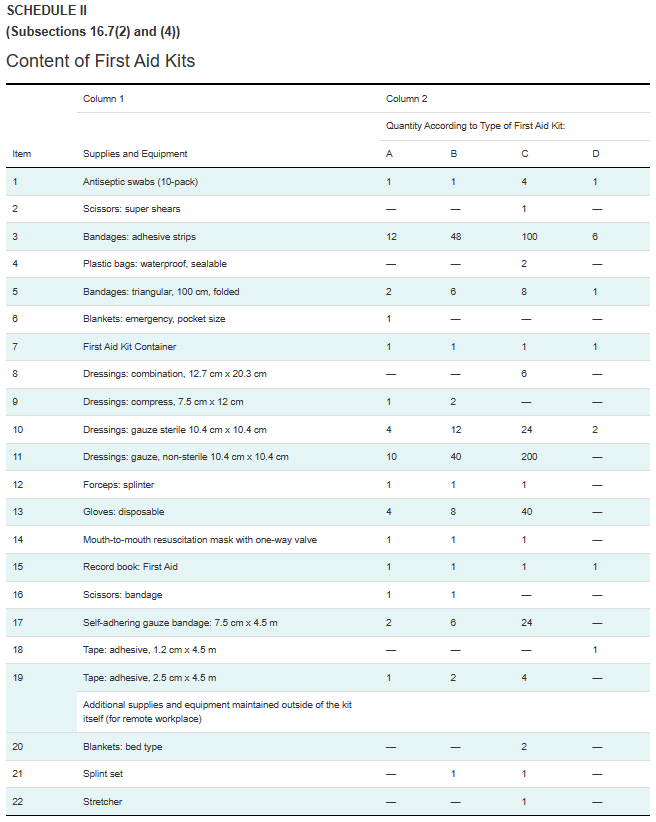 SCHEDULE II
(Subsections 16.7(2) and (4))
Content of First Aid Kits
Column 1 Column 2
Quantity According to Type of First Aid Kit:
Item Supplies and Equipment A B C D
1 Antiseptic swabs (10-pack) 1 1 4 1
2 Scissors: super shears — — 1 —
3 Bandages: adhesive strips 12 48 100 6
4 Plastic bags: waterproof, sealable — — 2 —
5 Bandages: triangular, 100 cm, folded 2 6 8 1
6 Blankets: emergency, pocket size 1 — — —
7 First Aid Kit Container 1 1 1 1
8 Dressings: combination, 12.7 cm x 20.3 cm — — 6 —
9 Dressings: compress, 7.5 cm x 12 cm 1 2 — —
10 Dressings: gauze sterile 10.4 cm x 10.4 cm 4 12 24 2
11 Dressings: gauze, non-sterile 10.4 cm x 10.4 cm 10 40 200 —
12 Forceps: splinter 1 1 1 —
13 Gloves: disposable 4 8 40 —
14 Mouth-to-mouth resuscitation mask with one-way valve 1 1 1 —
15 Record book: First Aid 1 1 1 1
16 Scissors: bandage 1 1 — —
17 Self-adhering gauze bandage: 7.5 cm x 4.5 m 2 6 24 —
18 Tape: adhesive, 1.2 cm x 4.5 m — — — 1
19 Tape: adhesive, 2.5 cm x 4.5 m 1 2 4 —
Additional supplies and equipment maintained outside of the kit
itself (for remote workplace)
20 Blankets: bed type — — 2 —
21 Splint set — 1 1 —
22 Stretcher — — 1 —